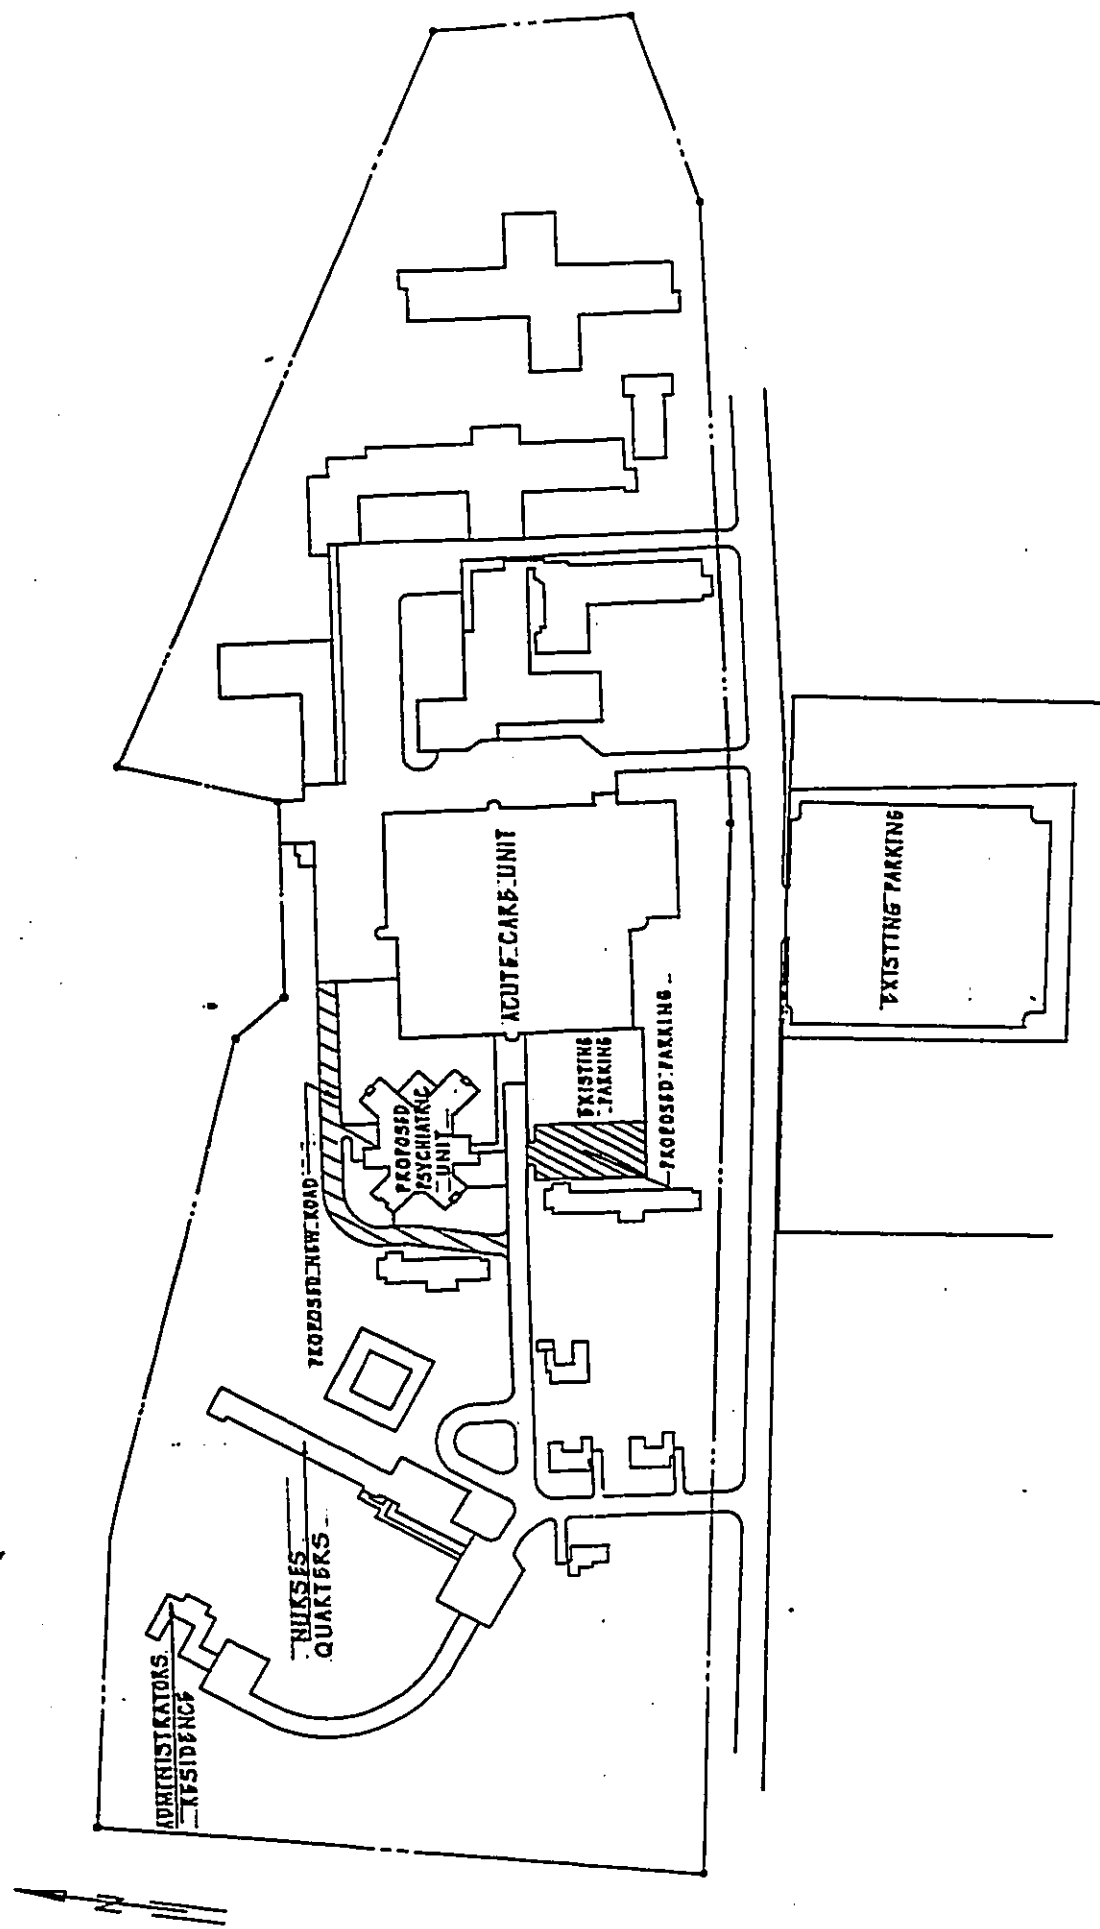 ADMINISTRATORS
RESIDENCE
NURSES
QUARTERS
PROPOSED NEW ROAD
PROPOSED
PSYCHIATRIC
UNIT
ACUTE CARE UNIT
EXISTING
PARKING
PROPOSED PARKING
EXISTING PARKING
N